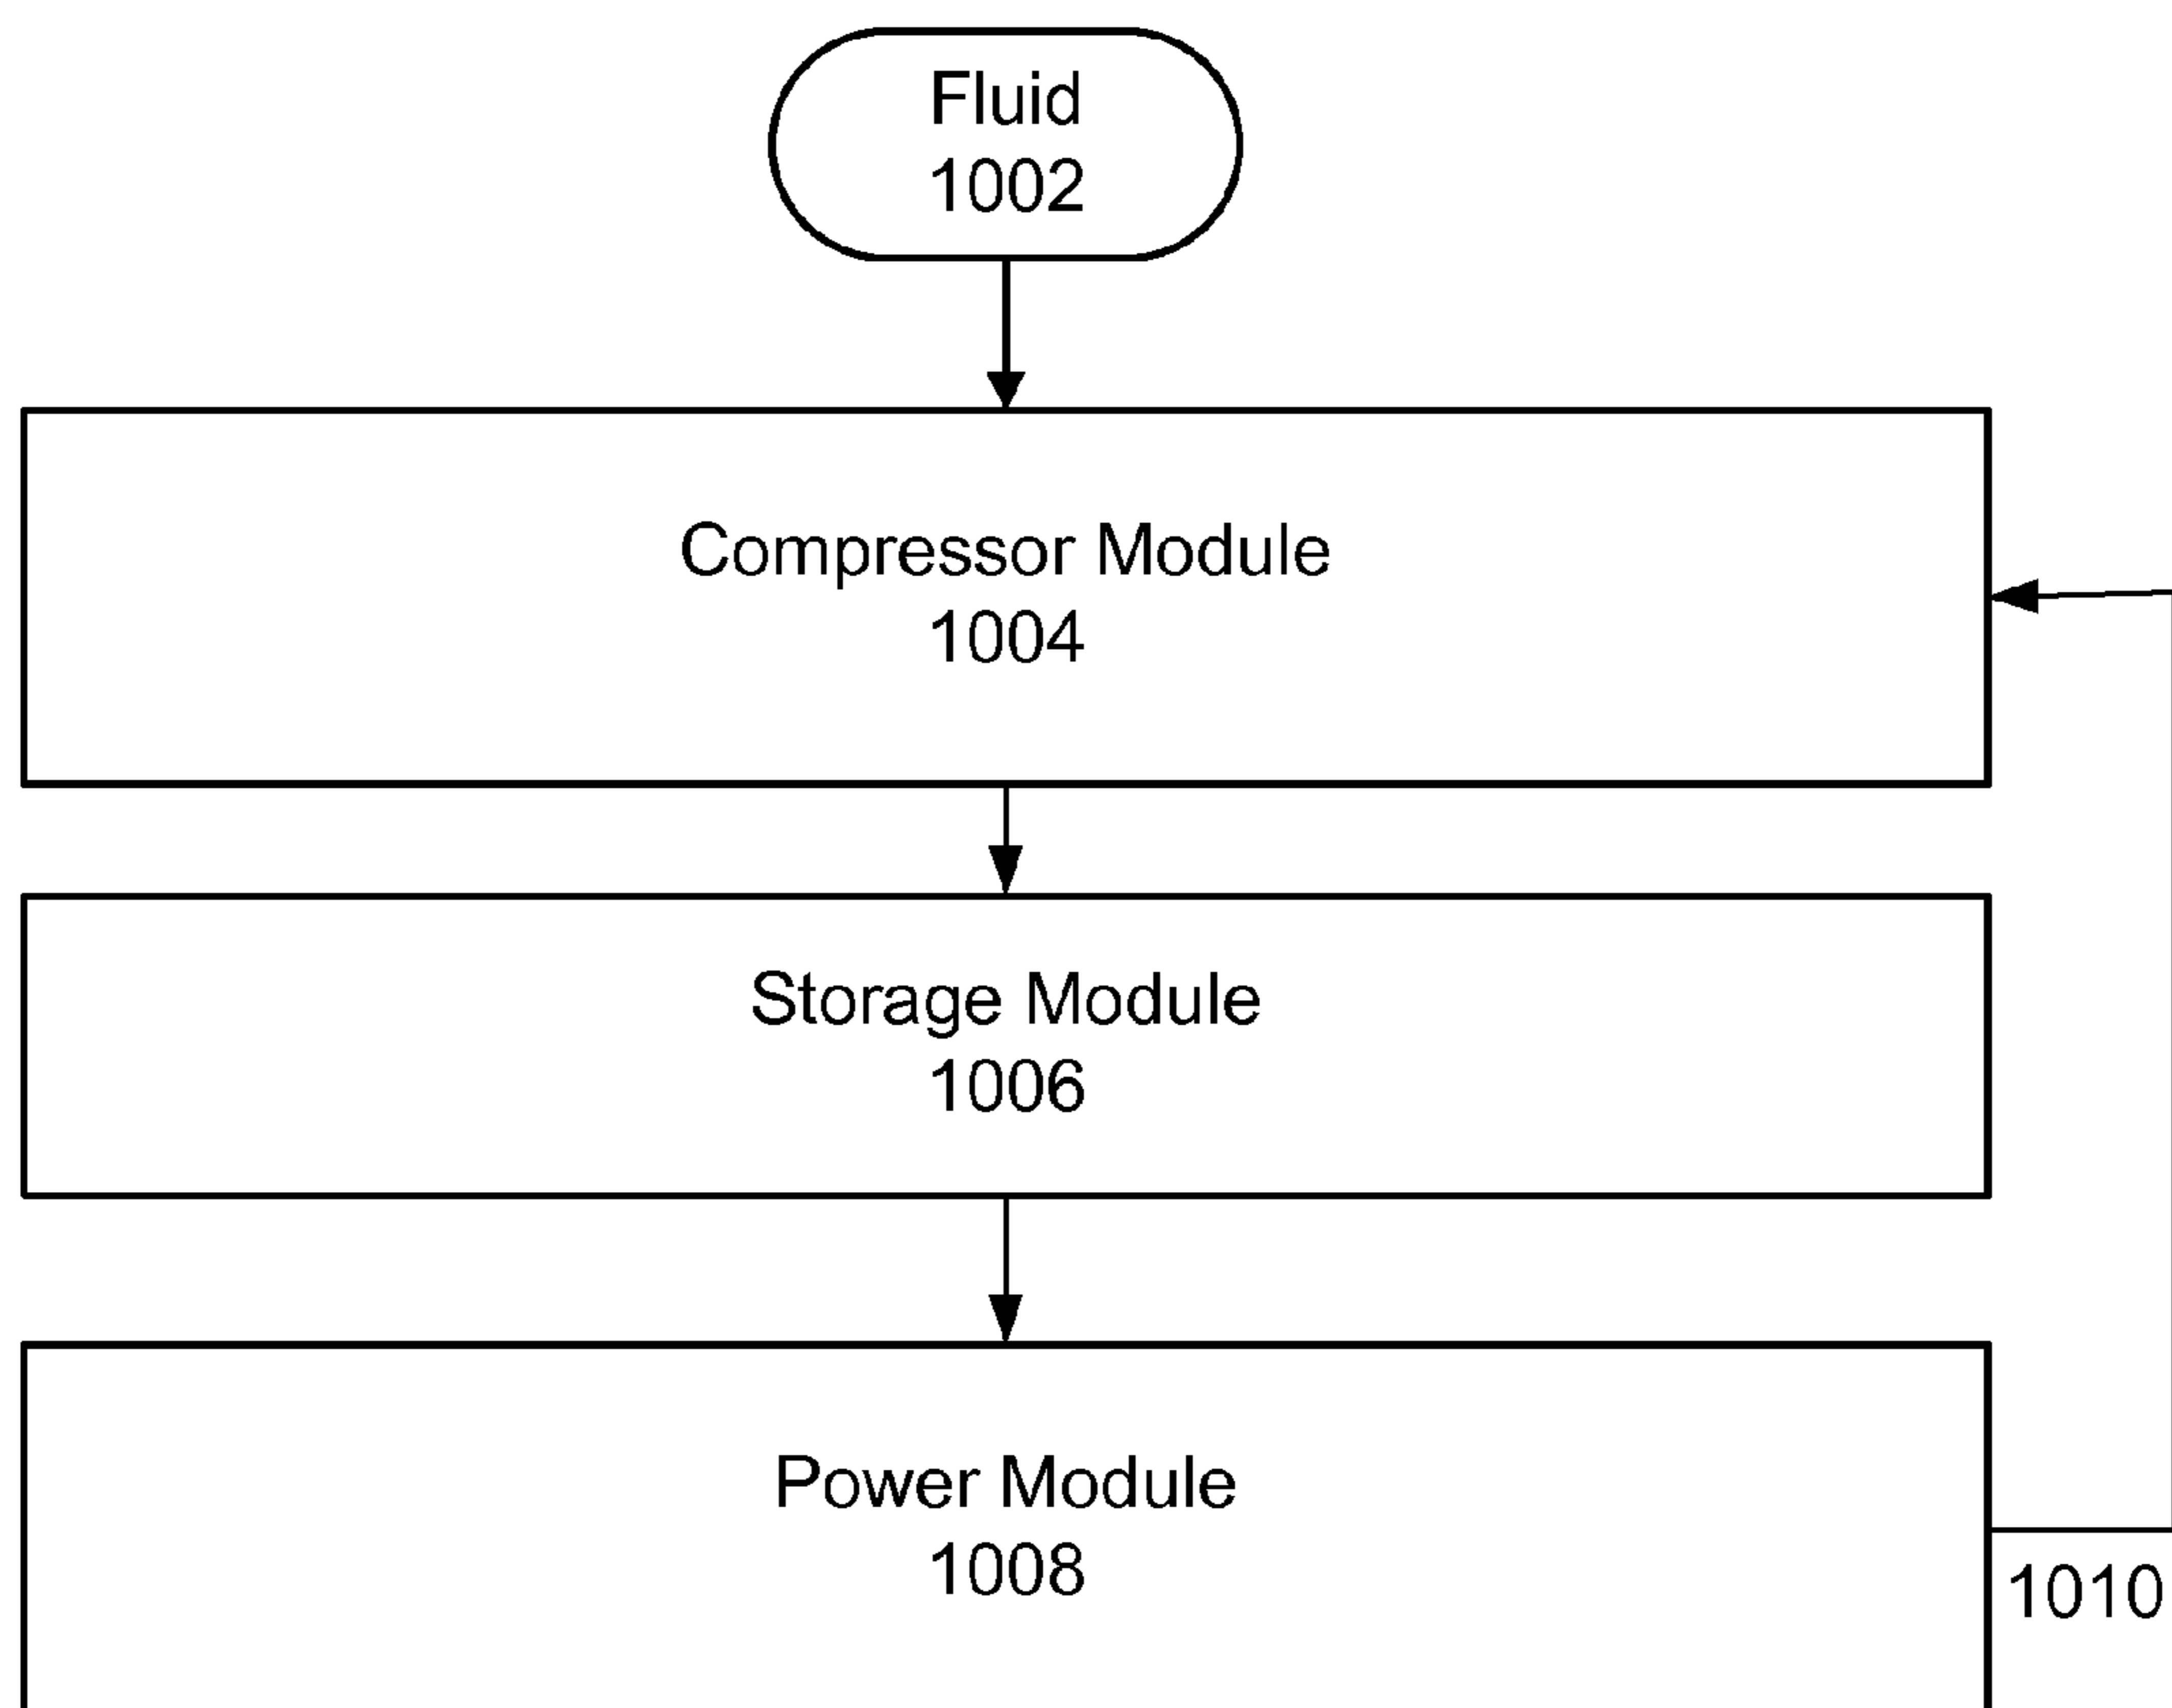 Fluid
1002
Compressor Module
1004
Storage Module
1006
Power Module
1008
1010